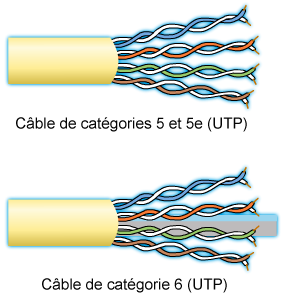 Câble de catégories 5 et 5e (UTP)
Câble de catégorie 6 (UTP)